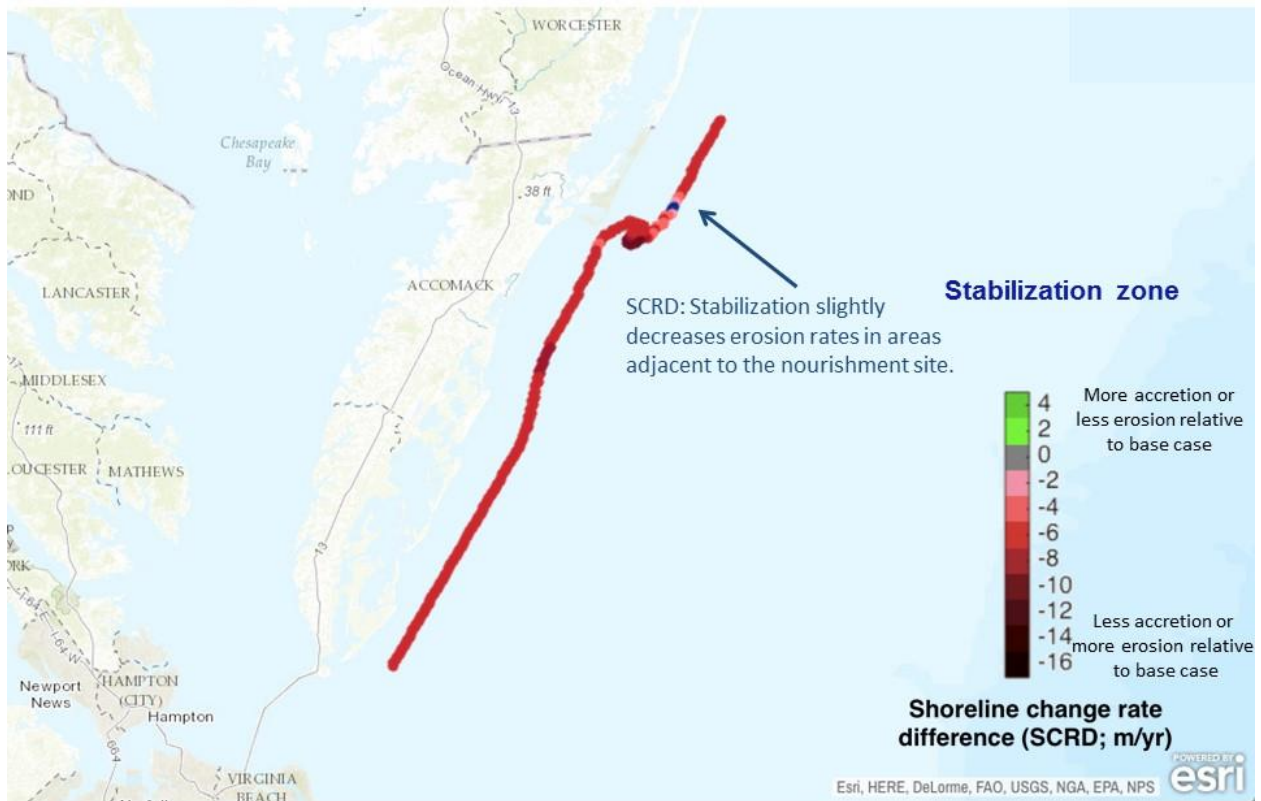 WORCESTER
Ocean Hwy
13
Chesapeake
Bay
38 ft
ACCOMACK
LANCASTER
MIDDLESEX
111 ft
MATHEWS
SCRD: Stabilization slightly
decreases erosion rates in areas
adjacent to the nourishment site.
Stabilization zone
4
2
0
-2
-4
-6
-8
-10
-12
-14
-16
More accretion or
less erosion relative
to base case
Less accretion or
more erosion relative
to base case
Shoreline change rate
difference (SCRD; m/yr)
13
I-64 E
I-64 W
Newport
News
HAMPTON
(CITY)
Hampton
664
VIRGINIA
BEACH
Esri, HERE, DeLorme, FAO, USGS, NGA, EPA, NPS
POWERED BY
esri